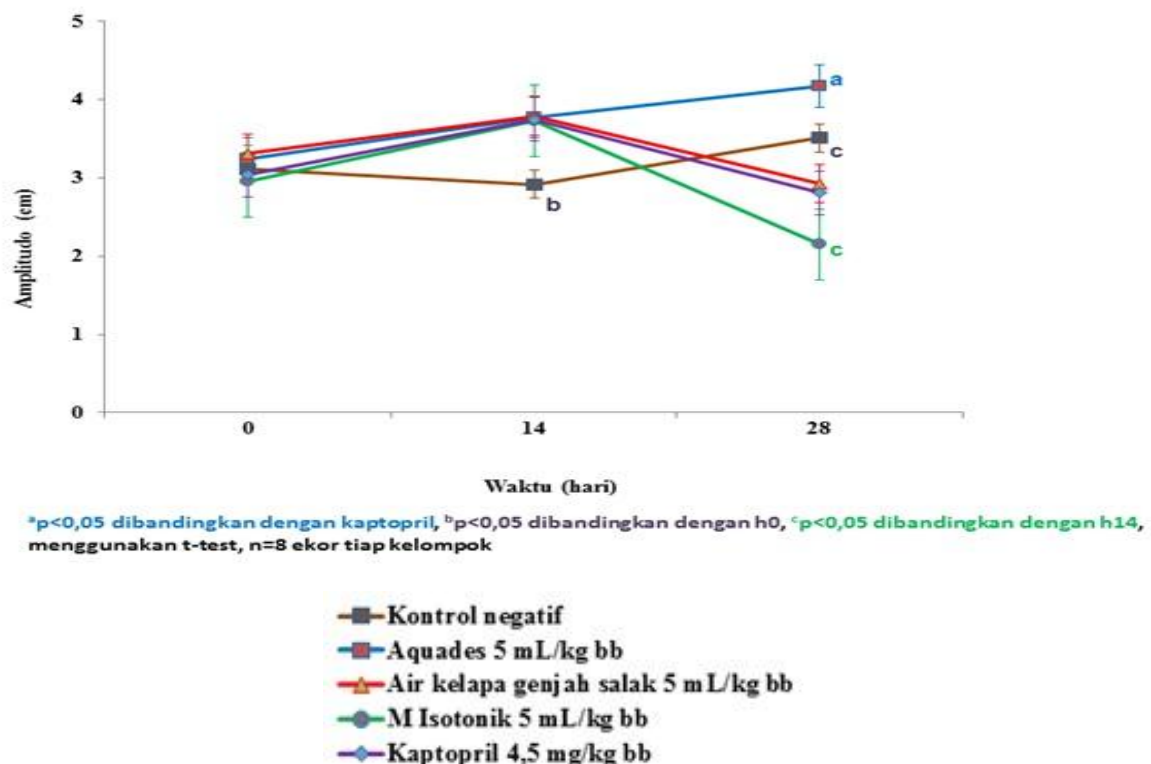 5
4
3
2
1
0
Amplitudo (cm)
a
c
b
c
0 14 28
Waktu (hari)
ᵃp<0,05 dibandingkan dengan kaptopril, ᵇp<0,05 dibandingkan dengan h0, ᶜp<0,05 dibandingkan dengan h14,
menggunakan t-test, n=8 ekor tiap kelompok
Kontrol negatif
Aquades 5 mL/kg bb
Air kelapa genjah salak 5 mL/kg bb
M Isotonik 5 mL/kg bb
Kaptopril 4,5 mg/kg bb